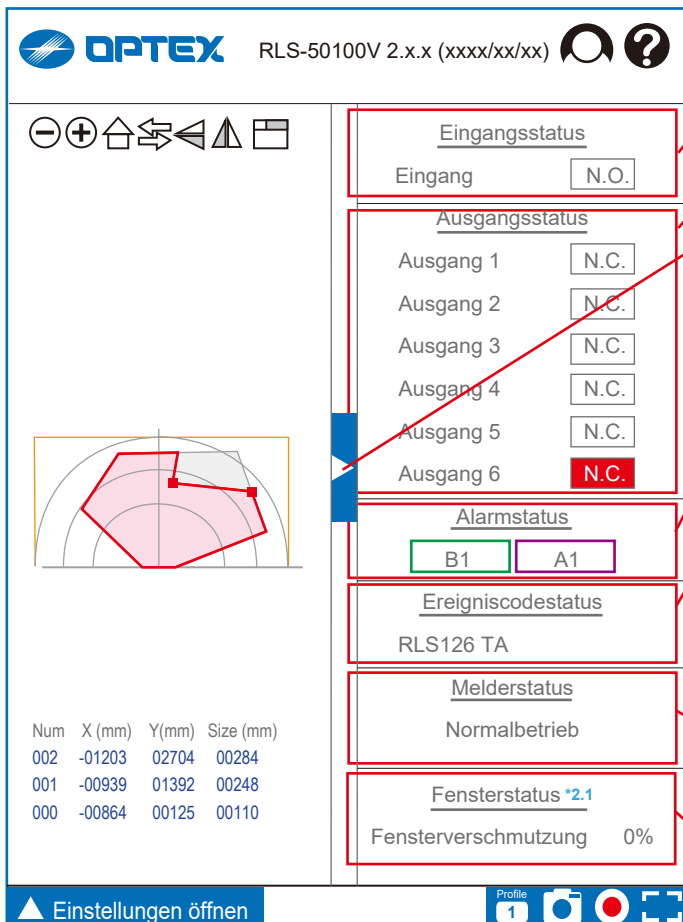 OPTEX RLS-50100V 2.x.x (xxxx/xx/xx) ?
Eingangsstatus
Eingang N.O.
Ausgangsstatus
Ausgang 1 N.C.
Ausgang 2 N.C.
Ausgang 3 N.C.
Ausgang 4 N.C.
Ausgang 5 N.C.
Ausgang 6 N.C.
Alarmstatus
B1 A1
Ereigniscodestatus
RLS126 TA
Melderstatus
Normalbetrieb
Fensterstatus *2.1
Fensterverschmutzung 0%
Num X (mm) Y(mm) Size (mm)
002 -01203 02704 00284
001 -00939 01392 00248
000 -00864 00125 00110
Einstellungen öffnen
Profile
1